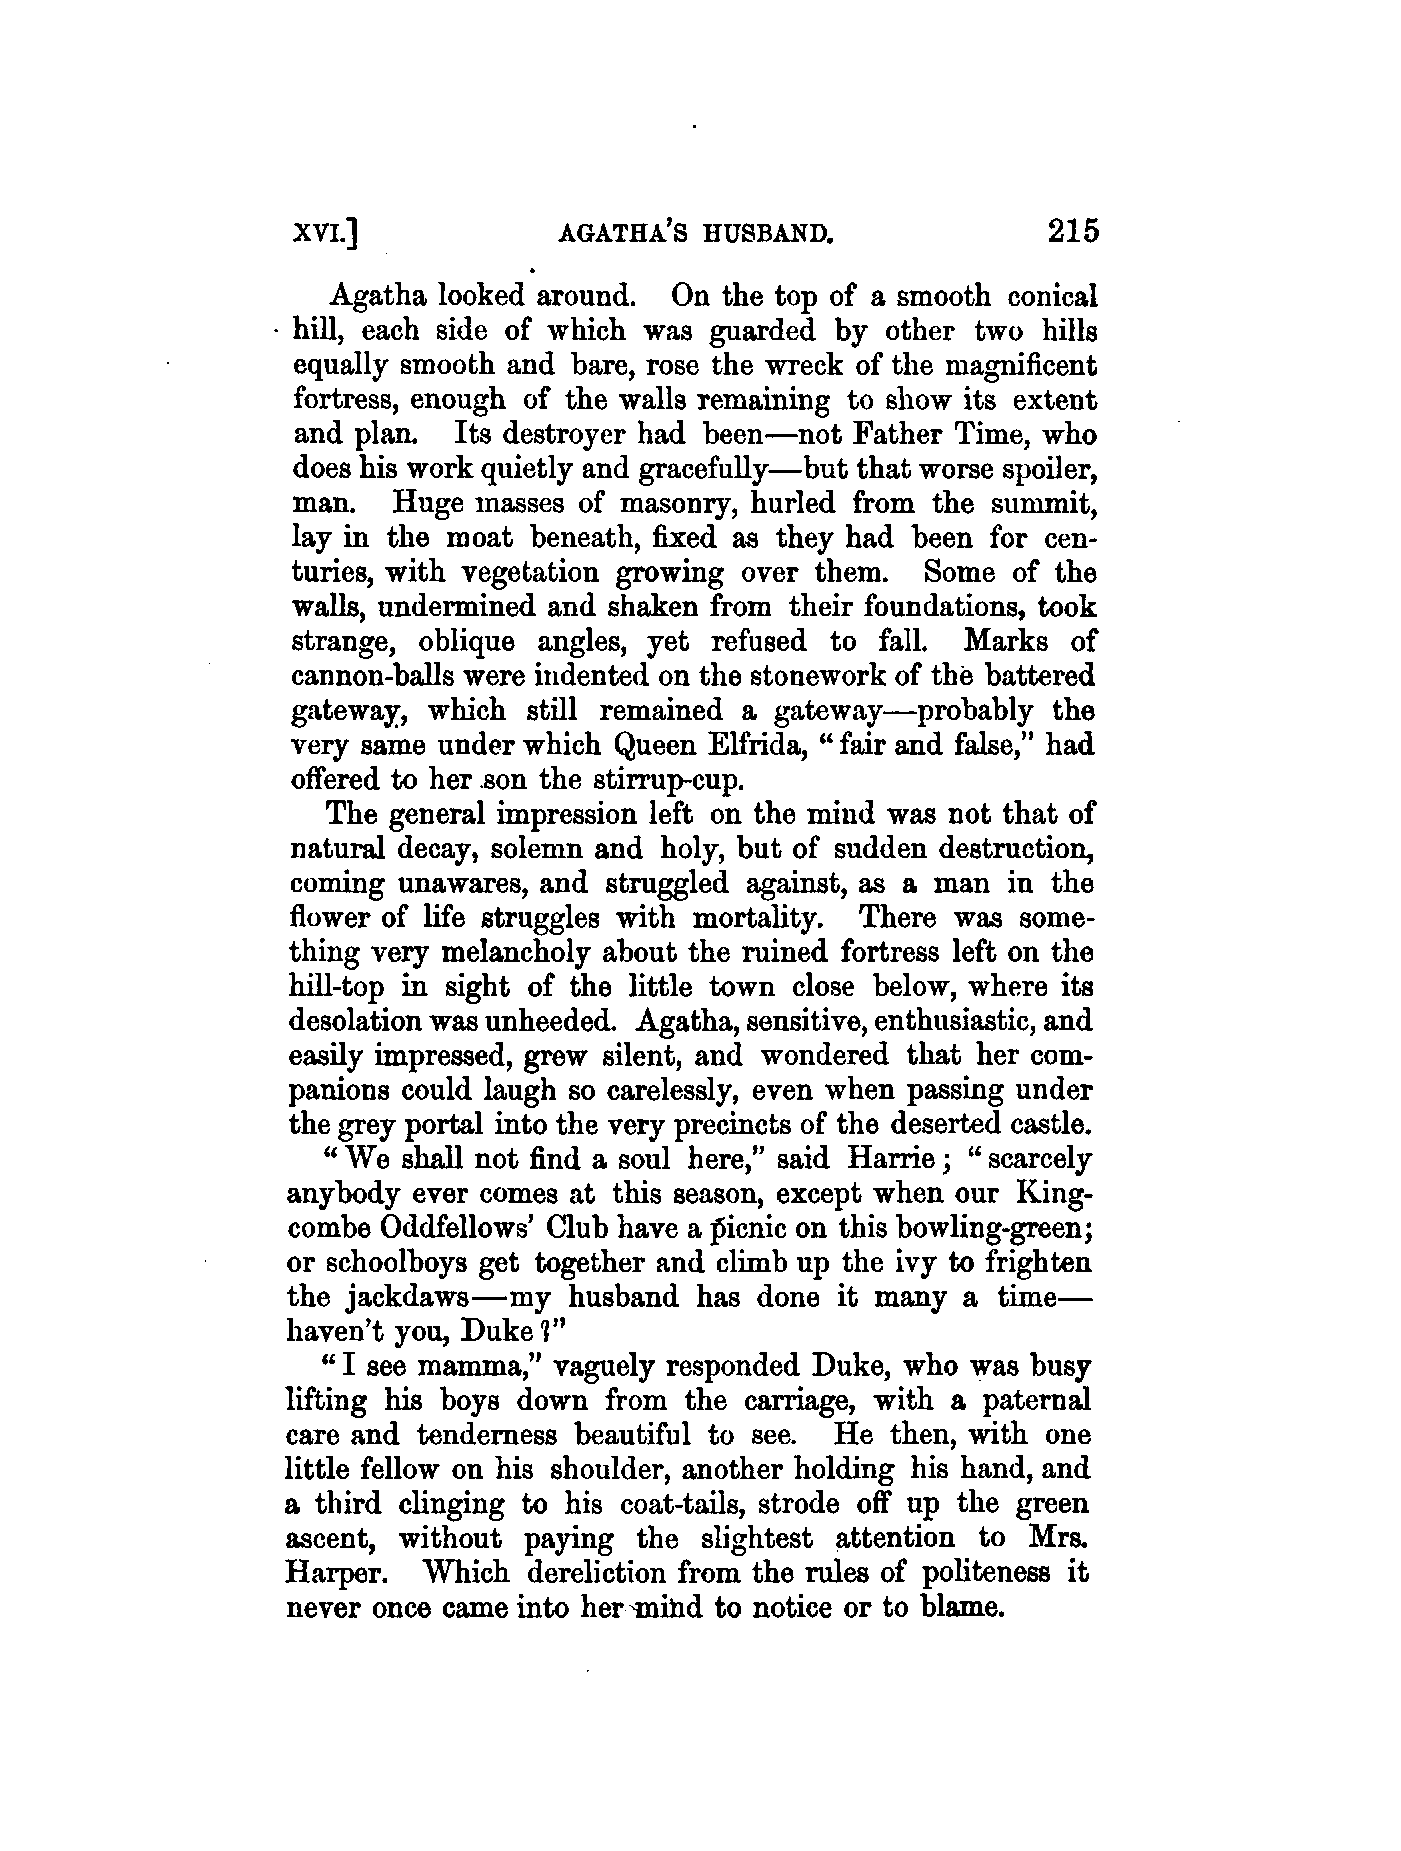 XVI.] AGATHA'S HUSBAND. 215
Agatha looked around. On the top of a smooth conical
hill, each side of which was guarded by other two hills
equally smooth and bare, rose the wreck of the magnificent
fortress, enough of the walls remaining to show its extent
and plan. Its destroyer had been—not Father Time, who
does his work quietly and gracefully—but that worse spoiler,
man. Huge masses of masonry, hurled from the summit,
lay in the moat beneath, fixed as they had been for cen-
turies, with vegetation growing over them. Some of the
walls, undermined and shaken from their foundations, took
strange, oblique angles, yet refused to fall. Marks of
cannon-balls were indented on the stonework of the battered
gateway, which still remained a gateway—probably the
very same under which Queen Elfrida, "fair and false," had
offered to her son the stirrup-cup.
The general impression left on the mind was not that of
natural decay, solemn and holy, but of sudden destruction,
coming unawares, and struggled against, as a man in the
flower of life struggles with mortality. There was some-
thing very melancholy about the ruined fortress left on the
hill-top in sight of the little town close below, where its
desolation was unheeded. Agatha, sensitive, enthusiastic, and
easily impressed, grew silent, and wondered that her com-
panions could laugh so carelessly, even when passing under
the grey portal into the very precincts of the deserted castle.
"We shall not find a soul here," said Harrie; "scarcely
anybody ever comes at this season, except when our King-
combe Oddfellows' Club have a picnic on this bowling-green;
or schoolboys get together and climb up the ivy to frighten
the jackdaws—my husband has done it many a time—
haven't you, Duke?"
"I see mamma," vaguely responded Duke, who was busy
lifting his boys down from the carriage, with a paternal
care and tenderness beautiful to see. He then, with one
little fellow on his shoulder, another holding his hand, and
a third clinging to his coat-tails, strode off up the green
ascent, without paying the slightest attention to Mrs.
Harper. Which dereliction from the rules of politeness it
never once came into her mind to notice or to blame.